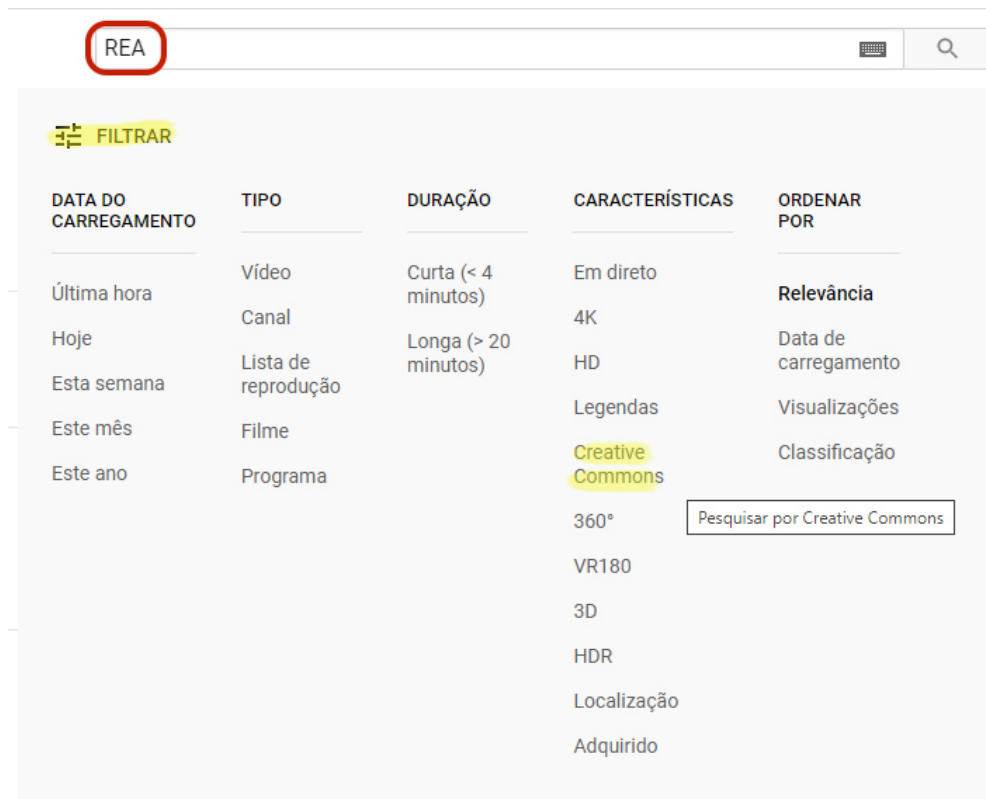 REA
FILTRAR
DATA DO
CARREGAMENTO
Última hora
Hoje
Esta semana
Este mês
Este ano
TIPO
Vídeo
Canal
Lista de
reprodução
Filme
Programa
DURAÇÃO
Curta (< 4
minutos)
Longa (> 20
minutos)
CARACTERÍSTICAS
Em direto
4K
HD
Legendas
Creative
Commons
360°
VR180
3D
HDR
Localização
Adquirido
ORDENAR
POR
Relevância
Data de
carregamento
Visualizações
Classificação
Pesquisar por Creative Commons